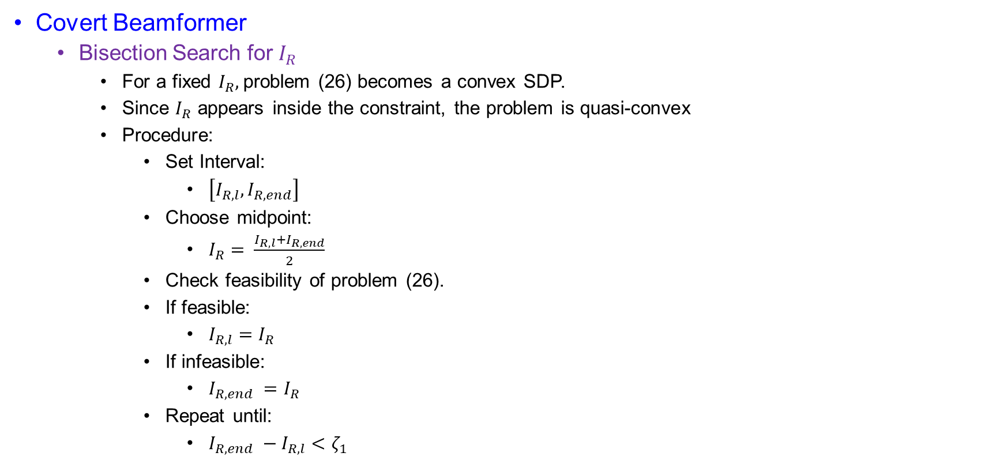 • Covert Beamformer
• Bisection Search for I_R
• For a fixed I_R, problem (26) becomes a convex SDP.
• Since I_R appears inside the constraint, the problem is quasi-convex
• Procedure:
• Set Interval:
• [I_{R,l}, I_{R,end}]
• Choose midpoint:
• I_R = \frac{I_{R,l}+I_{R,end}}{2}
• Check feasibility of problem (26).
• If feasible:
• I_{R,l} = I_R
• If infeasible:
• I_{R,end} = I_R
• Repeat until:
• I_{R,end} − I_{R,l} < ζ_1